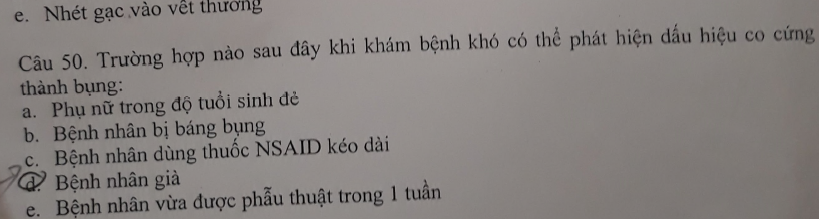 e. Nhét gạc vào vết thương
Câu 50. Trường hợp nào sau đây khi khám bệnh khó có thể phát hiện dấu hiệu co cứng
thành bụng:
a. Phụ nữ trong độ tuổi sinh đẻ
b. Bệnh nhân bị báng bụng
c. Bệnh nhân dùng thuốc NSAID kéo dài
d. Bệnh nhân già
e. Bệnh nhân vừa được phẫu thuật trong 1 tuần